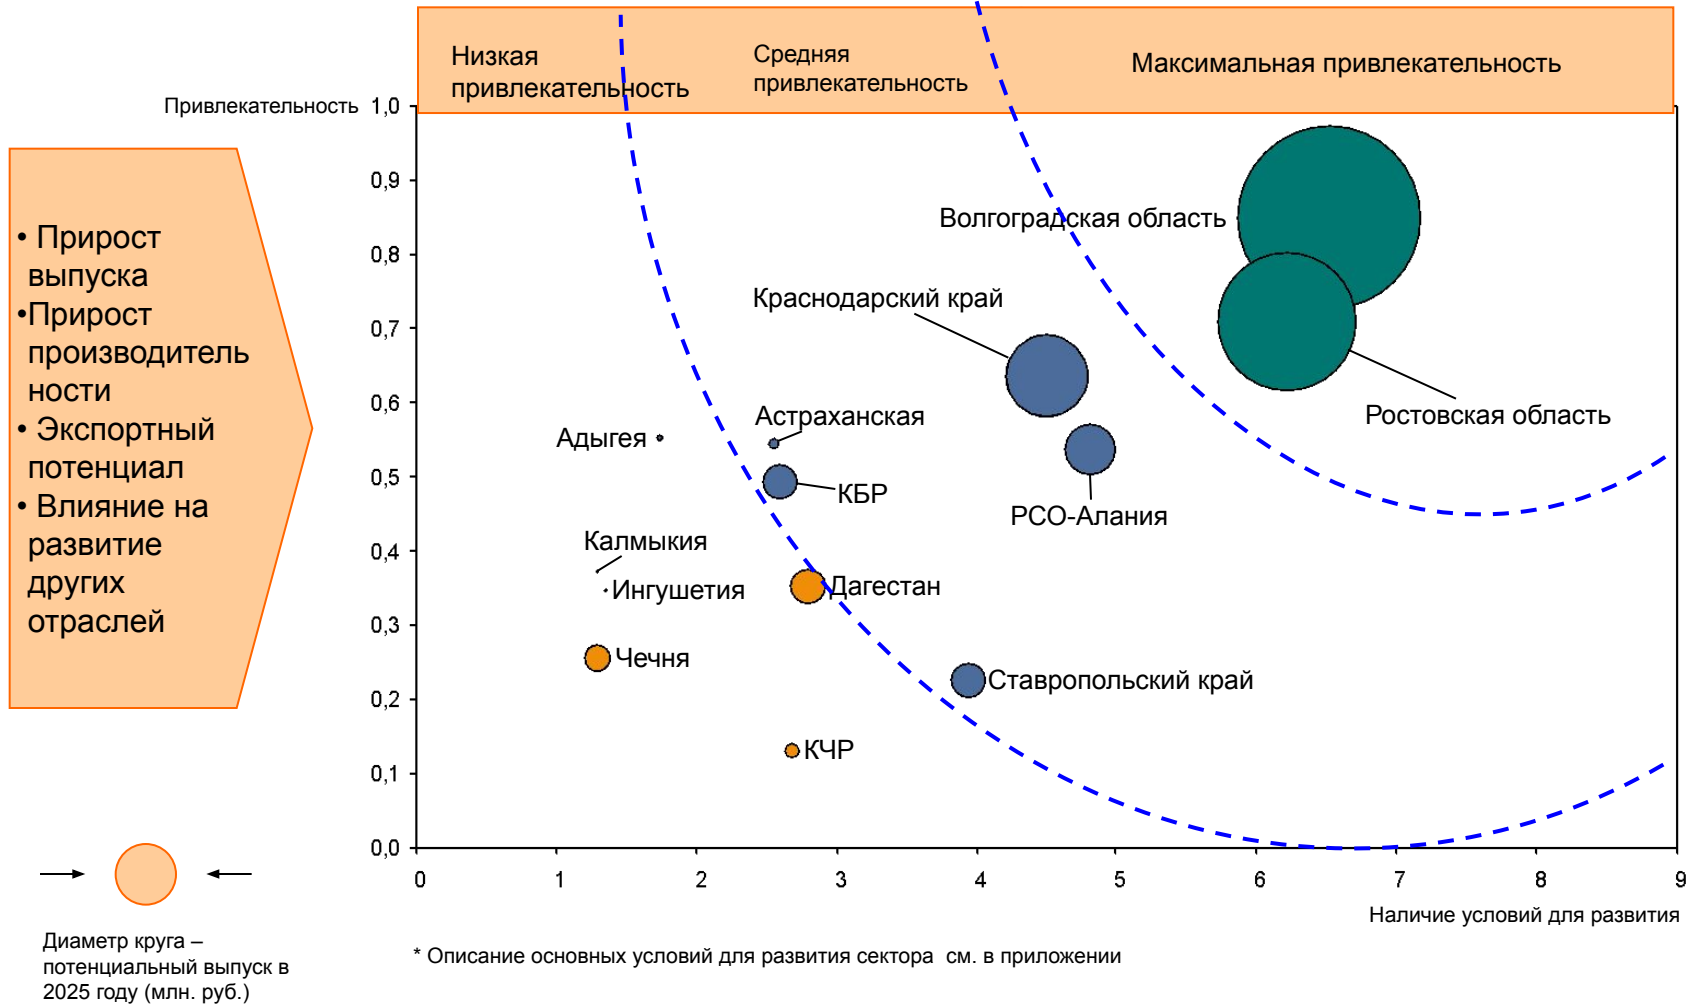 Низкая
привлекательность
Средняя
привлекательность
Максимальная привлекательность
Привлекательность
1,0
0,9
0,8
0,7
0,6
0,5
0,4
0,3
0,2
0,1
0,0
• Прирост
выпуска
•Прирост
производитель
ности
• Экспортный
потенциал
• Влияние на
развитие
других
отраслей
Волгоградская область
Краснодарский край
Ростовская область
Астраханская
Адыгея
КБР
РСО-Алания
Калмыкия
Ингушетия
Дагестан
Чечня
Ставропольский край
КЧР
0 1 2 3 4 5 6 7 8 9
Наличие условий для развития
Диаметр круга –
потенциальный выпуск в
2025 году (млн. руб.)
* Описание основных условий для развития сектора см. в приложении